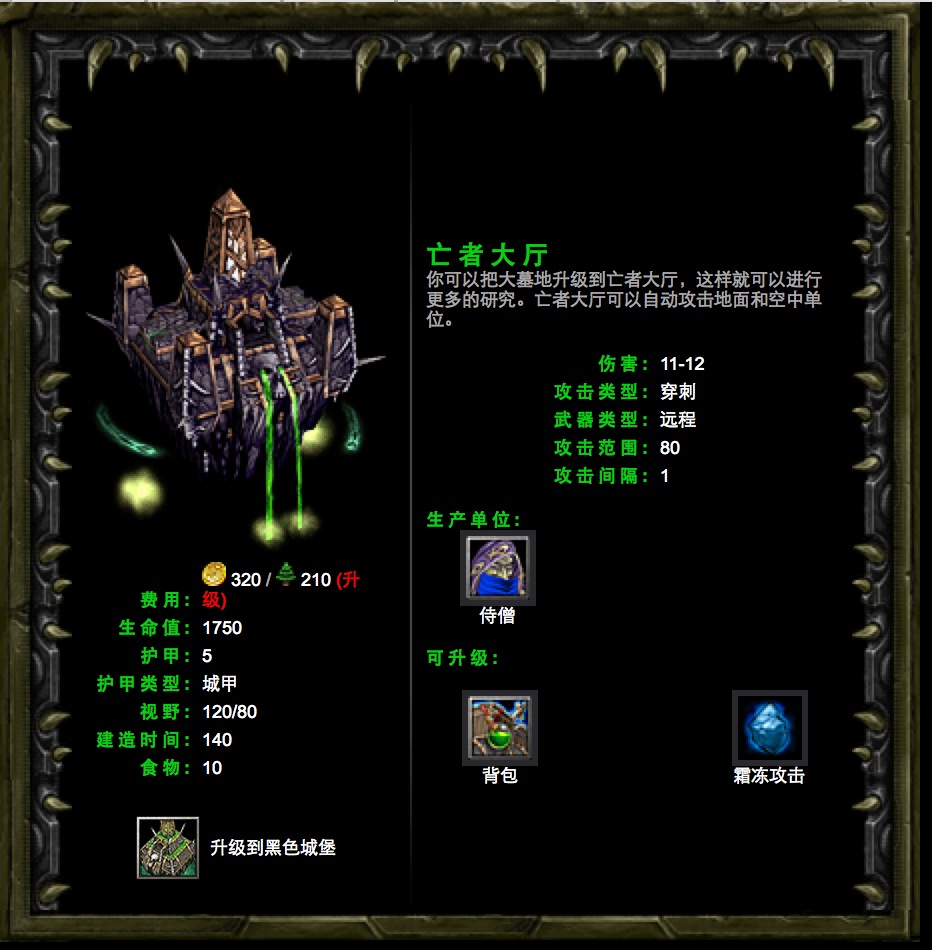 亡者大厅
你可以把大墓地升级到亡者大厅，这样就可以进行
更多的研究。亡者大厅可以自动攻击地面和空中单
位。
伤害： 11-12
攻击类型： 穿刺
武器类型： 远程
攻击范围： 80
攻击间隔： 1
生产单位：
侍僧
可升级：
背包 霜冻攻击
320 / 210 (升
费用： 级)
生命值： 1750
护甲： 5
护甲类型： 城甲
视野： 120/80
建造时间： 140
食物： 10
升级到黑色城堡